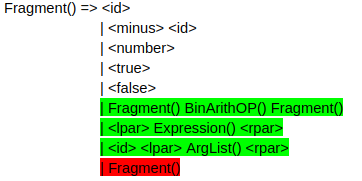 Fragment() => <id>
| <minus> <id>
| <number>
| <true>
| <false>
| Fragment() BinArithOP() Fragment()
| <lpar> Expression() <rpar>
| <id> <lpar> ArgList() <rpar>
| Fragment()